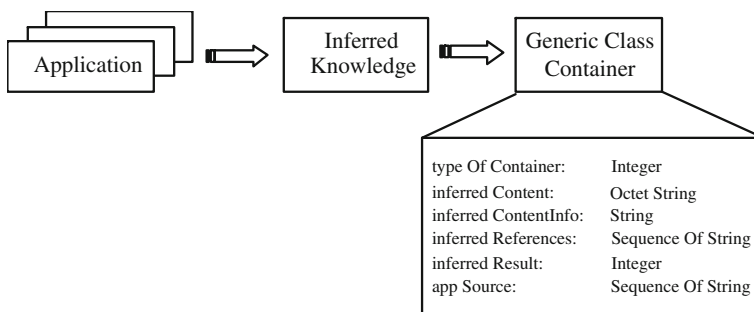 Application
Inferred
Knowledge
Generic Class
Container
type Of Container: Integer
inferred Content: Octet String
inferred ContentInfo: String
inferred References: Sequence Of String
inferred Result: Integer
app Source: Sequence Of String